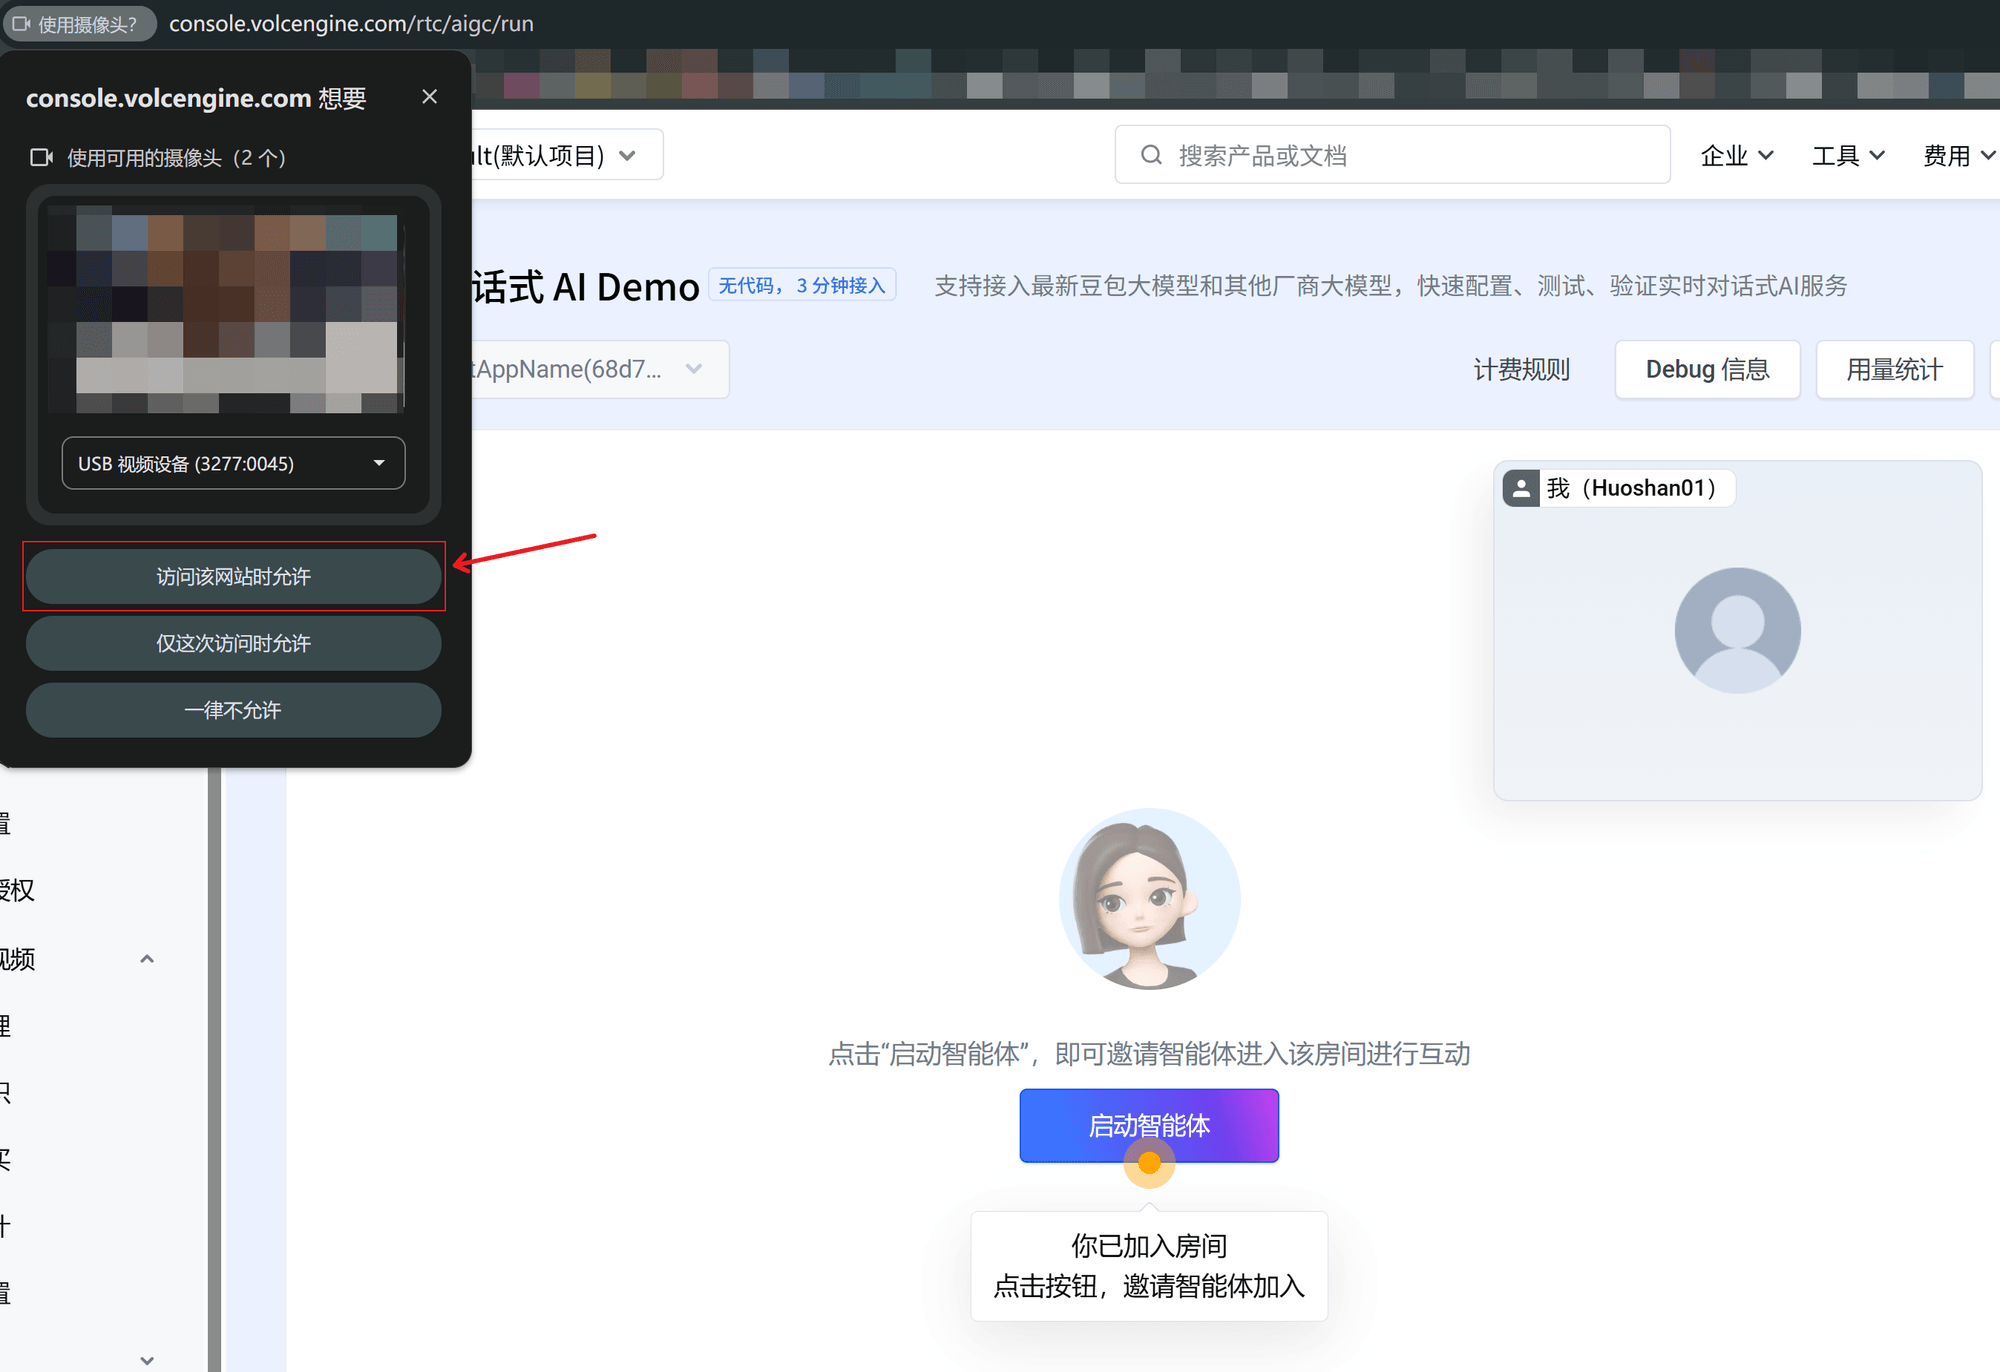 使用摄像头?
console.volcengine.com/rtc/aigc/run
console.volcengine.com 想要
使用可用的摄像头（2 个）
USB 视频设备 (3277:0045)
访问该网站时允许
仅这次访问时允许
一律不允许
lt(默认项目)
搜索产品或文档
企业
工具
费用
话式 AI Demo
无代码，3 分钟接入
支持接入最新豆包大模型和其他厂商大模型，快速配置、测试、验证实时对话式AI服务
tAppName(68d7...
计费规则
Debug 信息
用量统计
我（Huoshan01）
置
授权
视频
理
买
计
置
点击“启动智能体”，即可邀请智能体进入该房间进行互动
启动智能体
你已加入房间
点击按钮，邀请智能体加入